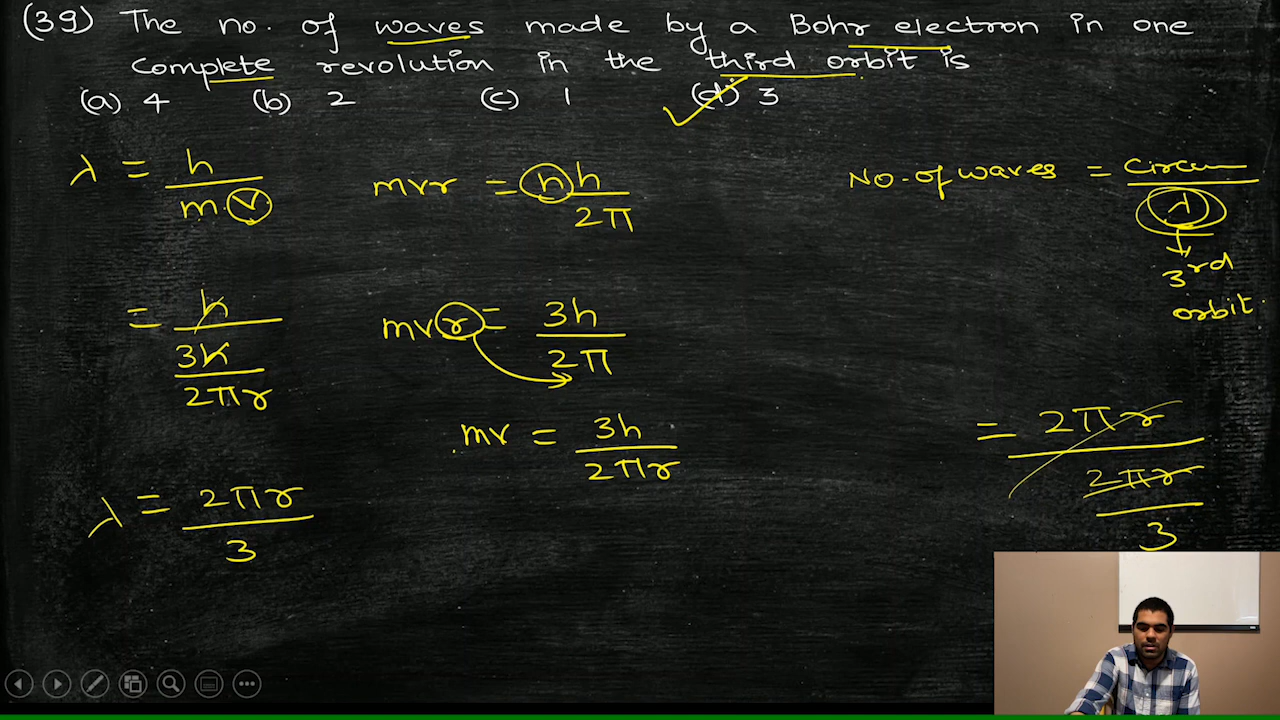 (39) The no. of waves made by a Bohr electron in one
complete revolution in the third orbit is
(a) 4 (b) 2 (c) 1 (d) 3
λ = h / mv
mvr = nh / 2π
No. of waves = Circum / λ
3rd
orbit.
= h / (3h / 2πr)
mvr = 3h / 2π
mv = 3h / 2πr
= 2πr / (2πr / 3)
λ = 2πr / 3